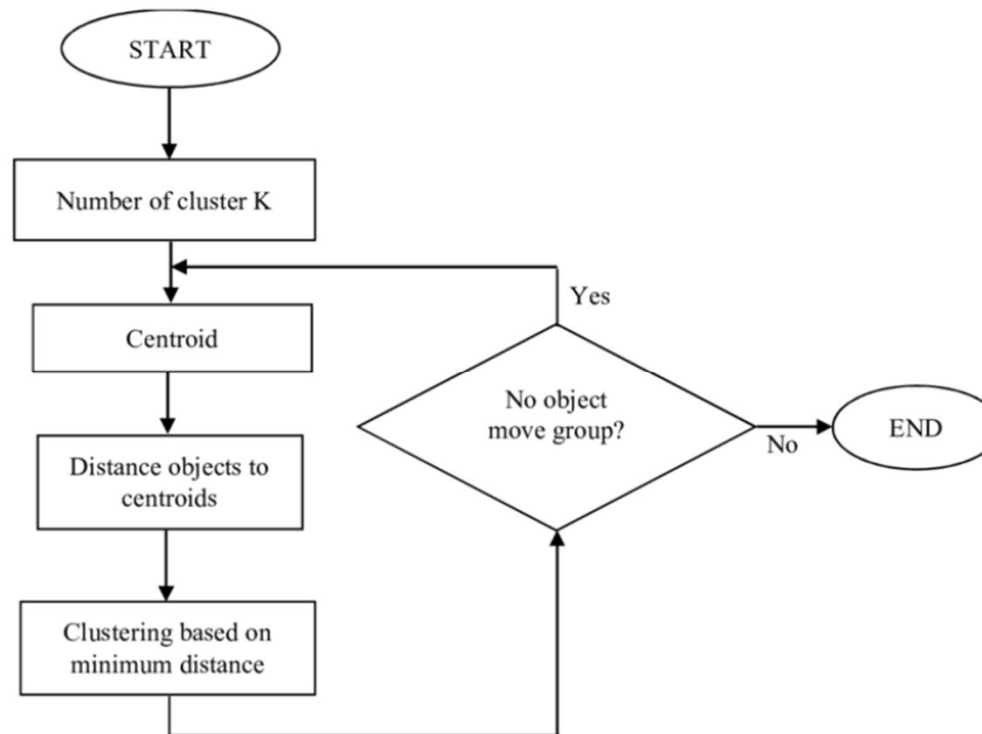 START
Number of cluster K
Centroid
Distance objects to
centroids
Clustering based on
minimum distance
No object
move group?
Yes
No
END